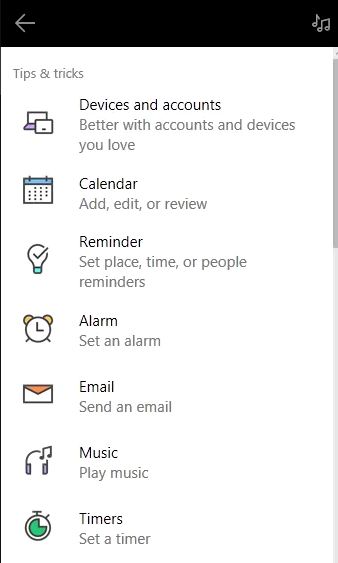 Tips & tricks
Devices and accounts
Better with accounts and devices
you love
Calendar
Add, edit, or review
Reminder
Set place, time, or people
reminders
Alarm
Set an alarm
Email
Send an email
Music
Play music
Timers
Set a timer